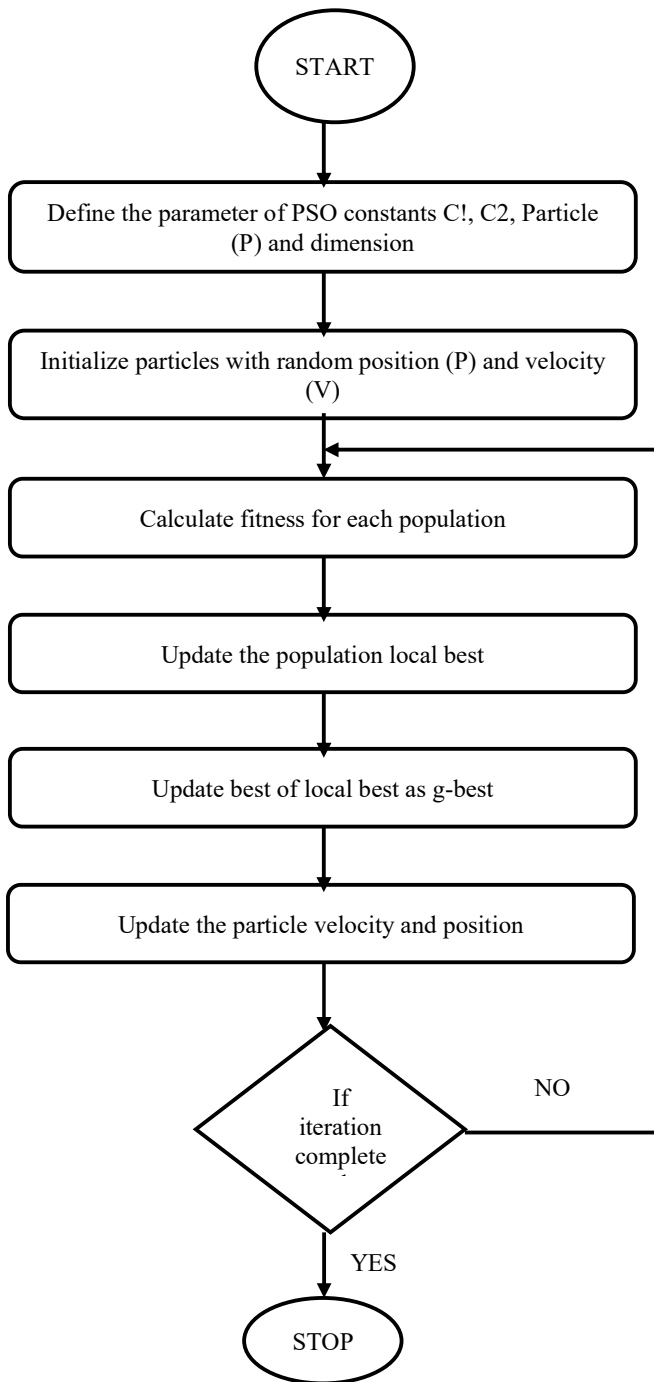 START
Define the parameter of PSO constants C!, C2, Particle
(P) and dimension
Initialize particles with random position (P) and velocity
(V)
Calculate fitness for each population
Update the population local best
Update best of local best as g-best
Update the particle velocity and position
If
iteration
complete
NO
YES
STOP